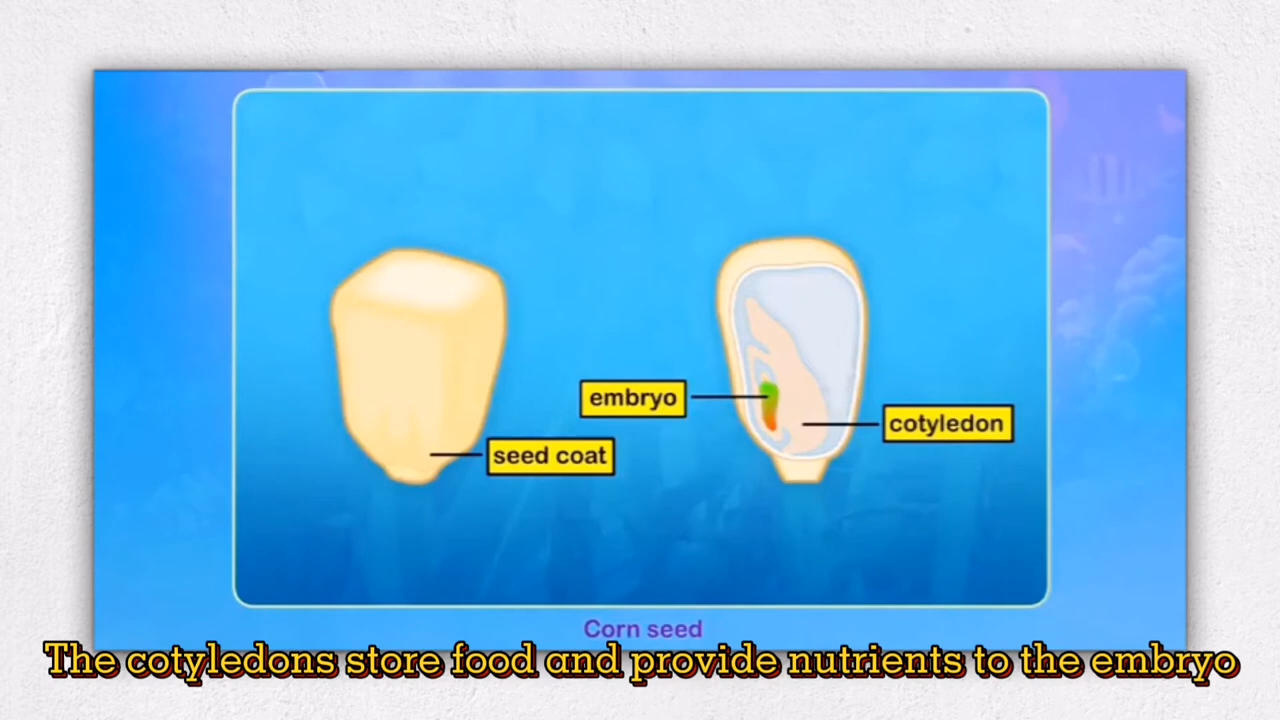 embryo
cotyledon
seed coat
Corn seed
The cotyledons store food and provide nutrients to the embryo